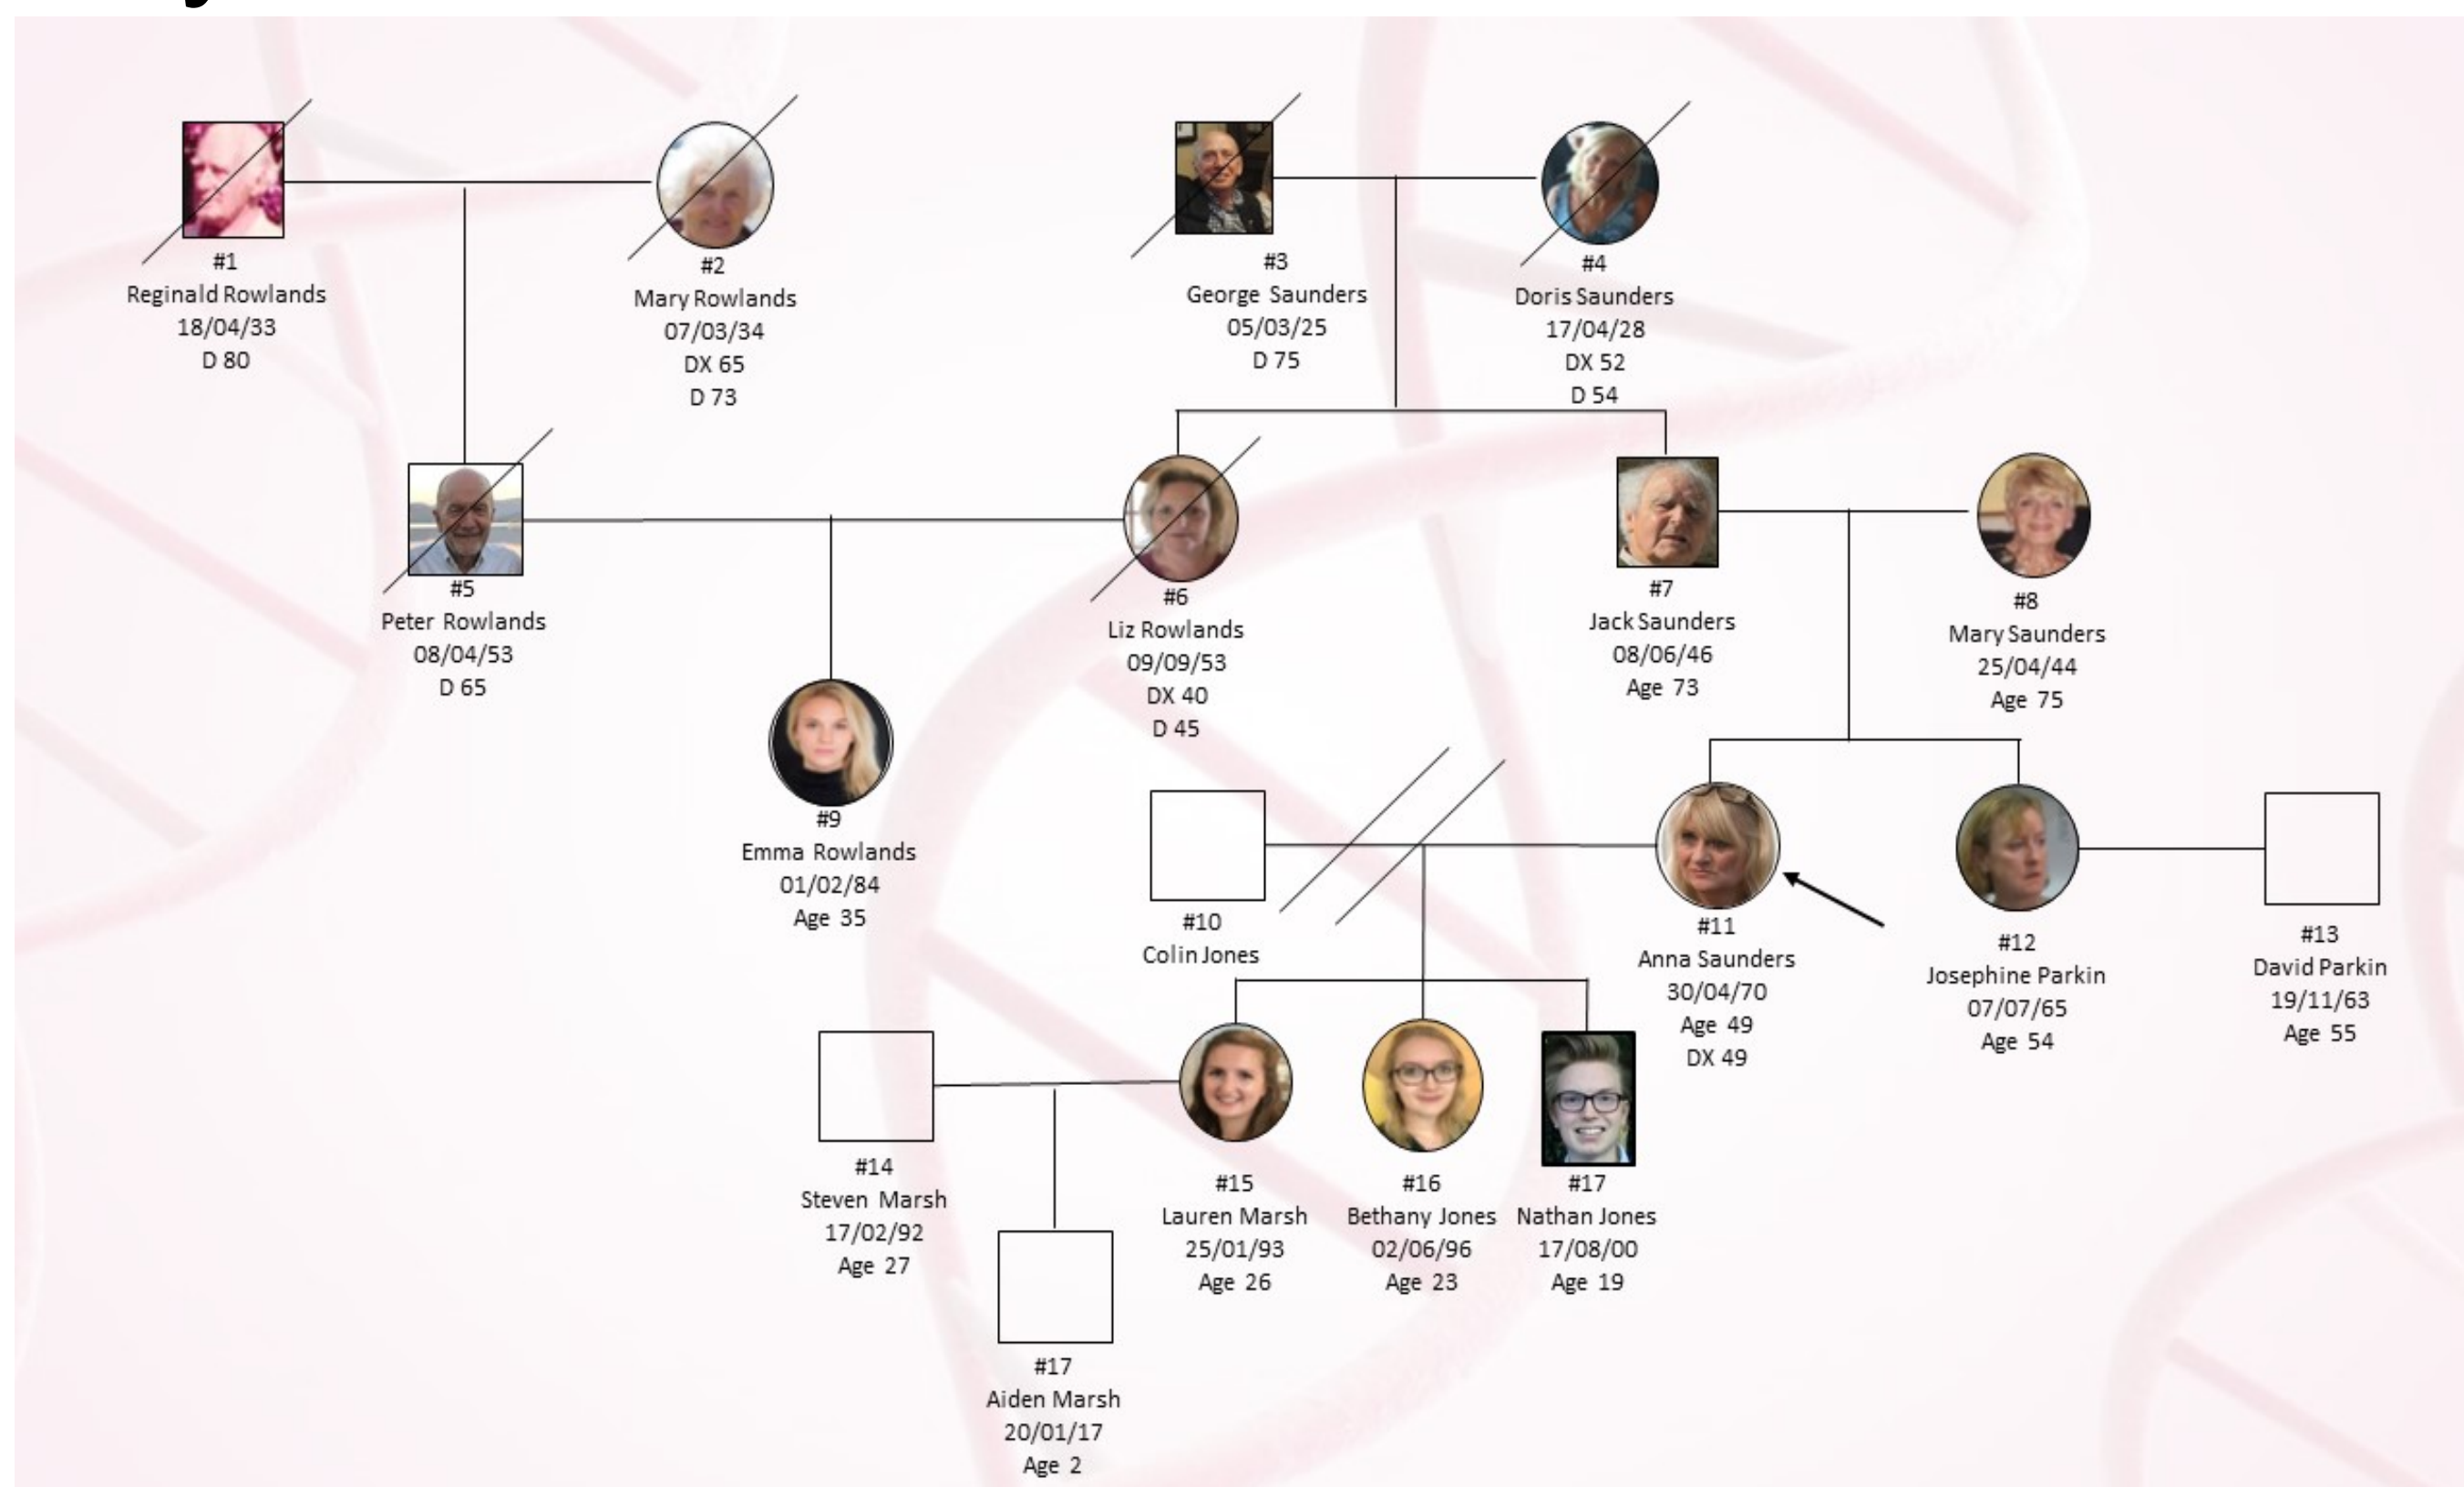 #1
Reginald Rowlands
18/04/33
D 80
#2
Mary Rowlands
07/03/34
DX 65
D 73
#3
George Saunders
05/03/25
D 75
#4
Doris Saunders
17/04/28
DX 52
D 54
#5
Peter Rowlands
08/04/53
D 65
#6
Liz Rowlands
09/09/53
DX 40
D 45
#7
Jack Saunders
08/06/46
Age 73
#8
Mary Saunders
25/04/44
Age 75
#9
Emma Rowlands
01/02/84
Age 35
#10
Colin Jones
#11
Anna Saunders
30/04/70
Age 49
DX 49
#12
Josephine Parkin
07/07/65
Age 54
#13
David Parkin
19/11/63
Age 55
#14
Steven Marsh
17/02/92
Age 27
#15
Lauren Marsh
25/01/93
Age 26
#16
Bethany Jones
02/06/96
Age 23
#17
Nathan Jones
17/08/00
Age 19
#17
Aiden Marsh
20/01/17
Age 2